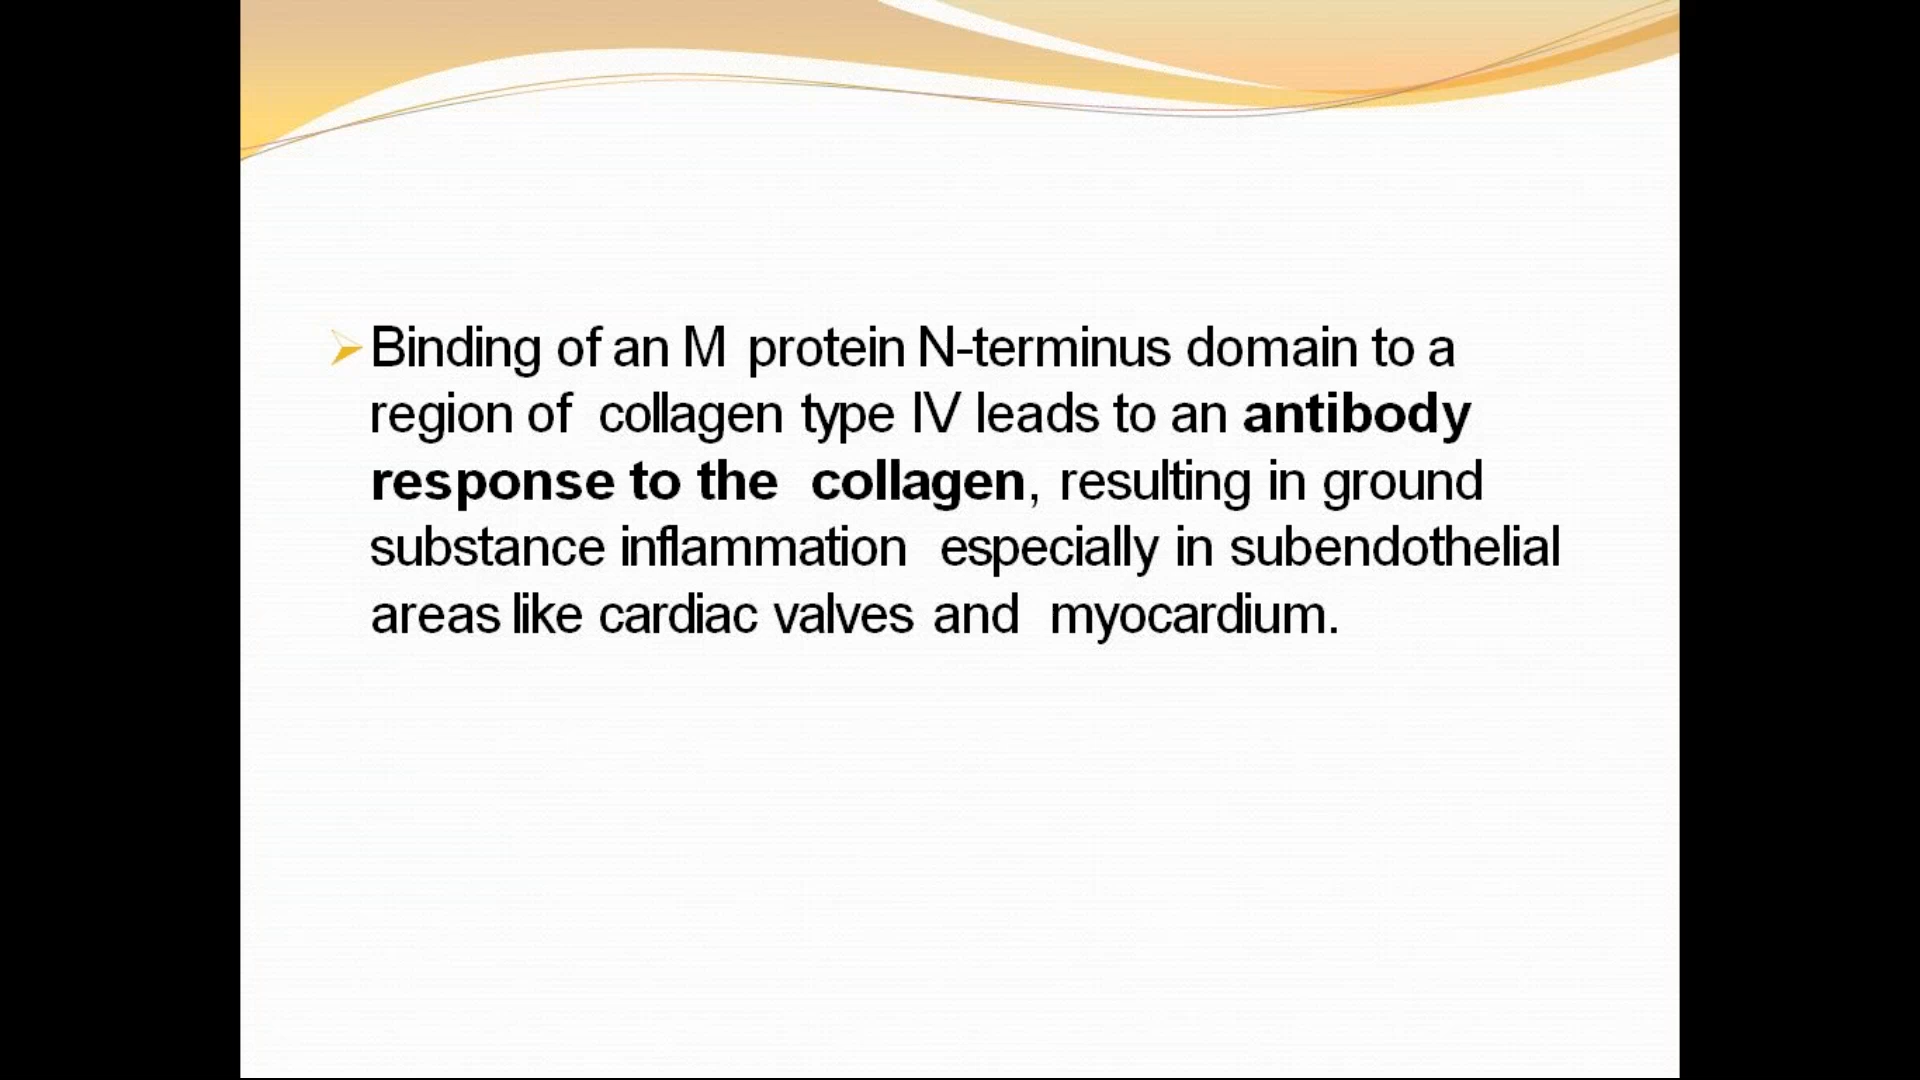 Binding of an M protein N-terminus domain to a
region of collagen type IV leads to an antibody
response to the collagen, resulting in ground
substance inflammation especially in subendothelial
areas like cardiac valves and myocardium.